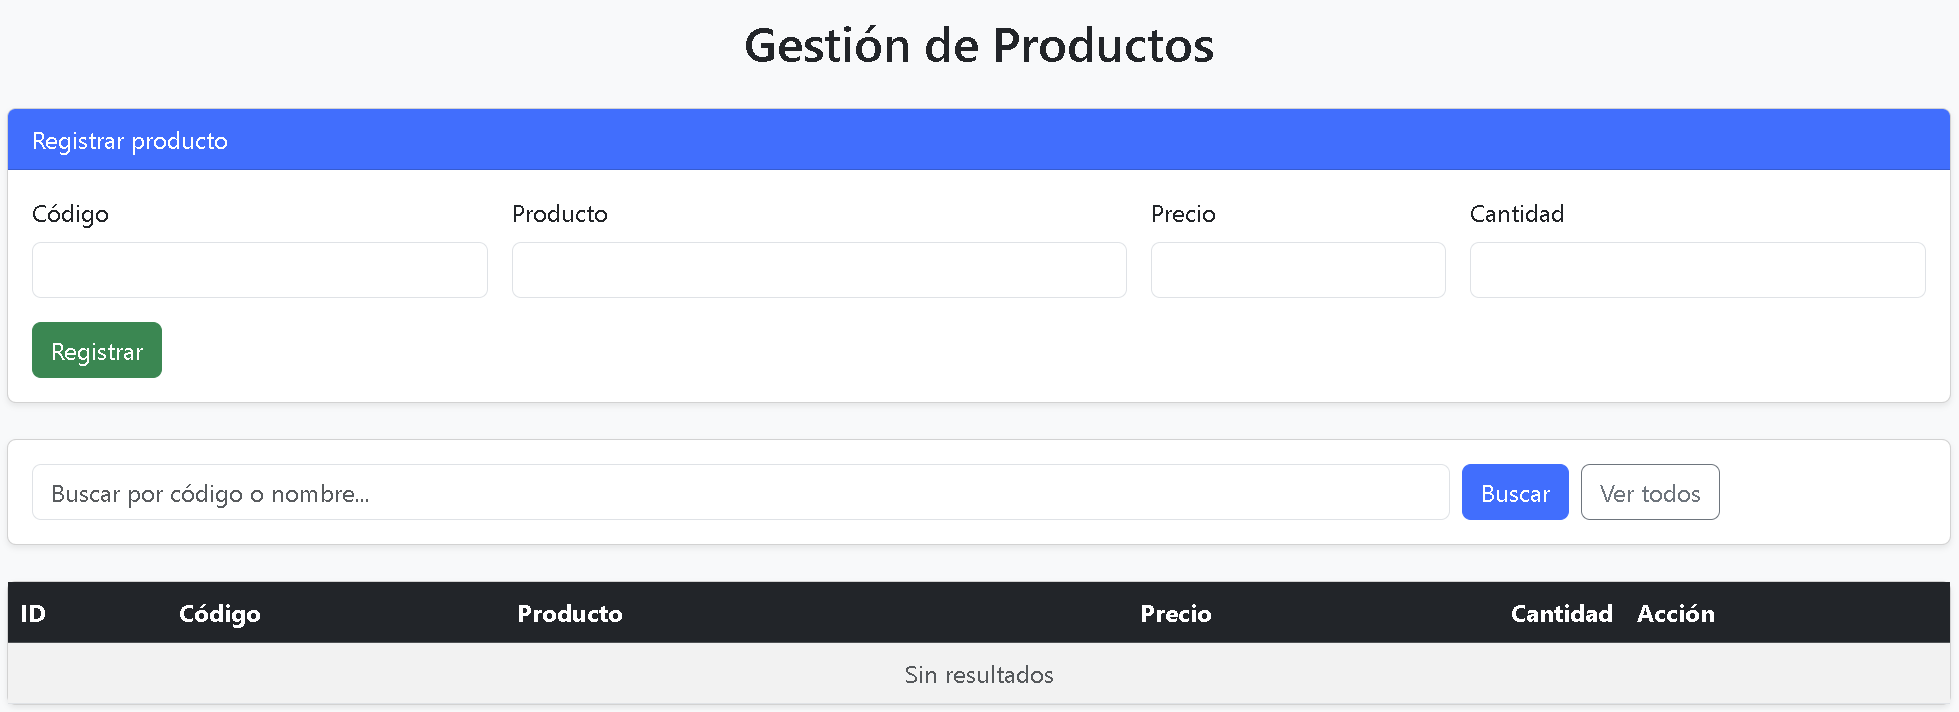 Gestión de Productos
Registrar producto
Código Producto Precio Cantidad
Registrar
Buscar por código o nombre... Buscar Ver todos
ID Código Producto Precio Cantidad Acción
Sin resultados